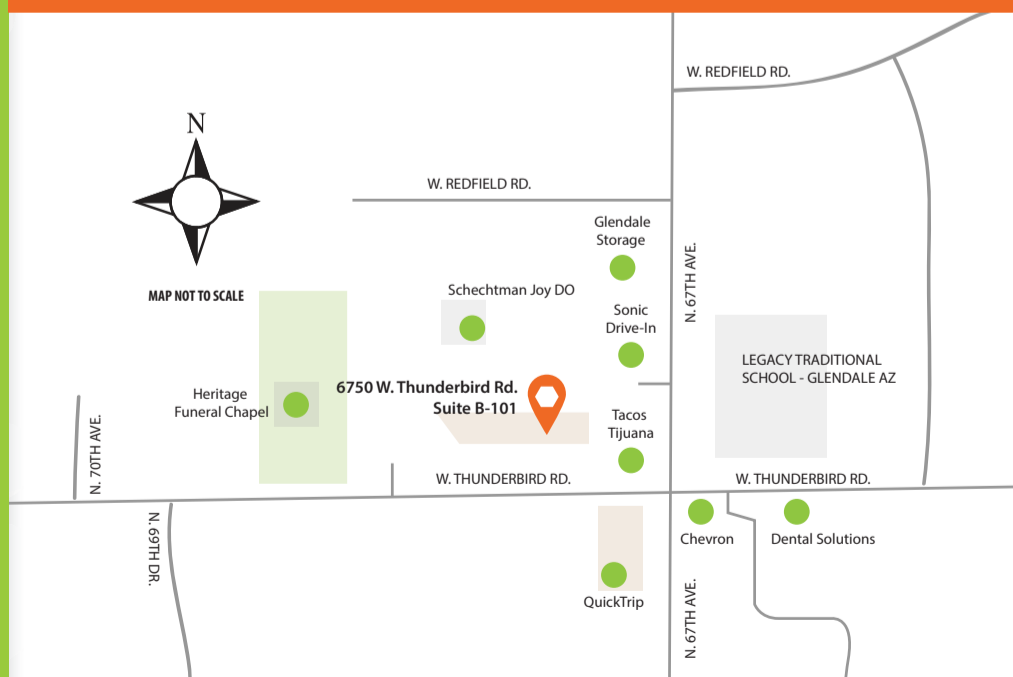 W. REDFIELD RD.
N
W. REDFIELD RD.
Glendale
Storage
N. 67TH AVE.
MAP NOT TO SCALE
Schechtman Joy DO
Sonic
Drive-In
LEGACY TRADITIONAL
SCHOOL - GLENDALE AZ
Heritage
Funeral Chapel
6750 W. Thunderbird Rd.
Suite B-101
Tacos
Tijuana
N. 70TH AVE.
W. THUNDERBIRD RD.
W. THUNDERBIRD RD.
N. 69TH DR.
Chevron
Dental Solutions
QuickTrip
N. 67TH AVE.